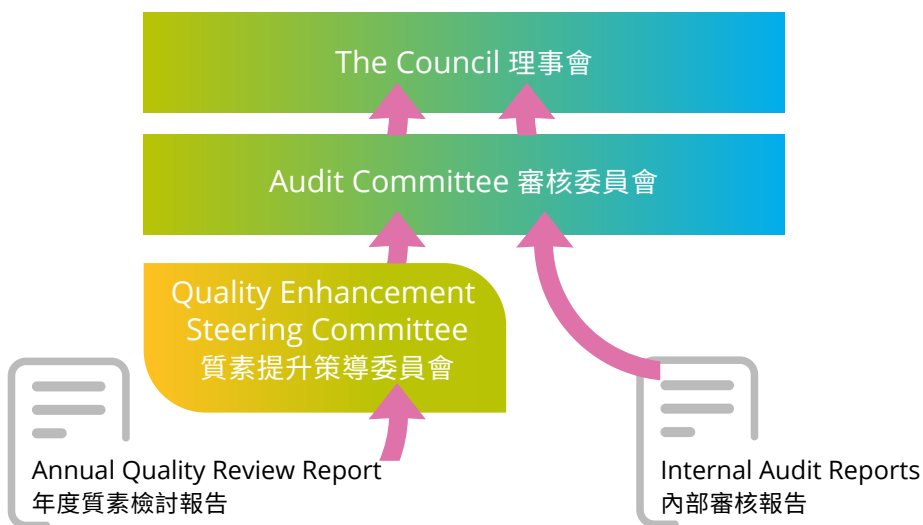 The Council 理事會
Audit Committee 審核委員會
Quality Enhancement
Steering Committee
質素提升策導委員會
Annual Quality Review Report
年度質素檢討報告
Internal Audit Reports
內部審核報告